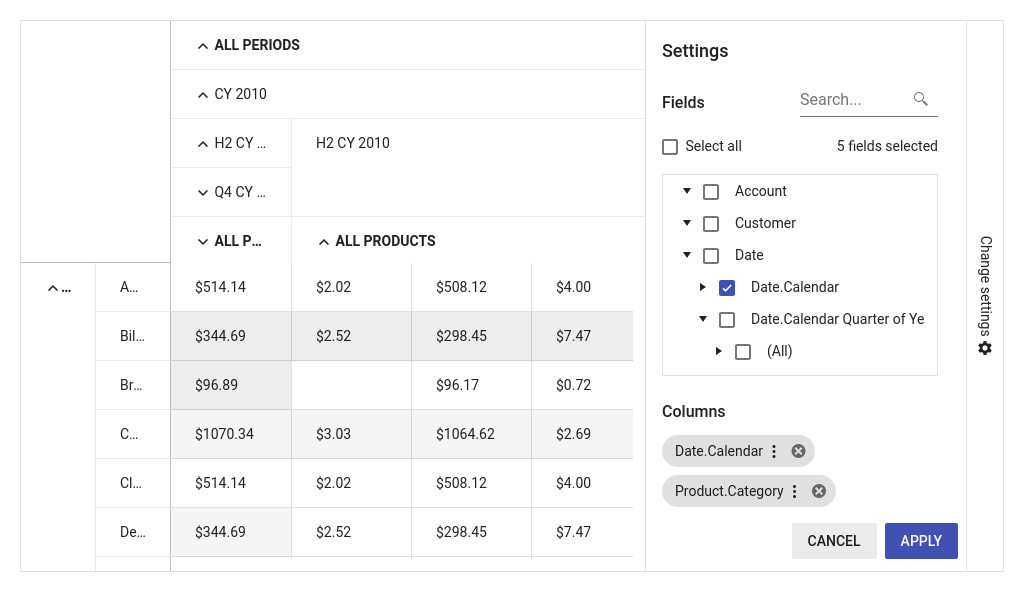 ALL PERIODS
CY 2010
H2 CY ...
H2 CY 2010
Q4 CY ...
ALL P...
ALL PRODUCTS
...
A...
$514.14
$2.02
$508.12
$4.00
Bil...
$344.69
$2.52
$298.45
$7.47
Br...
$96.89
$96.17
$0.72
C...
$1070.34
$3.03
$1064.62
$2.69
Cl...
$514.14
$2.02
$508.12
$4.00
De...
$344.69
$2.52
$298.45
$7.47
Settings
Fields
Search...
Select all
5 fields selected
Account
Customer
Date
Date.Calendar
Date.Calendar Quarter of Ye
(All)
Columns
Date.Calendar
Product.Category
CANCEL
APPLY
Change settings